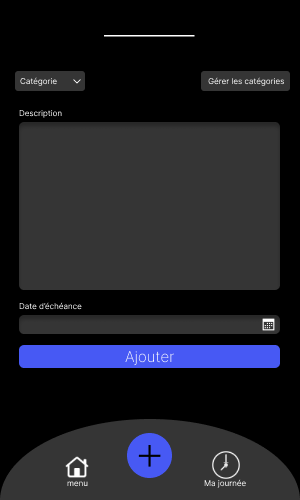 Catégorie
Gérer les catégories
Description
Date d'échéance
Ajouter
menu
Ma journée